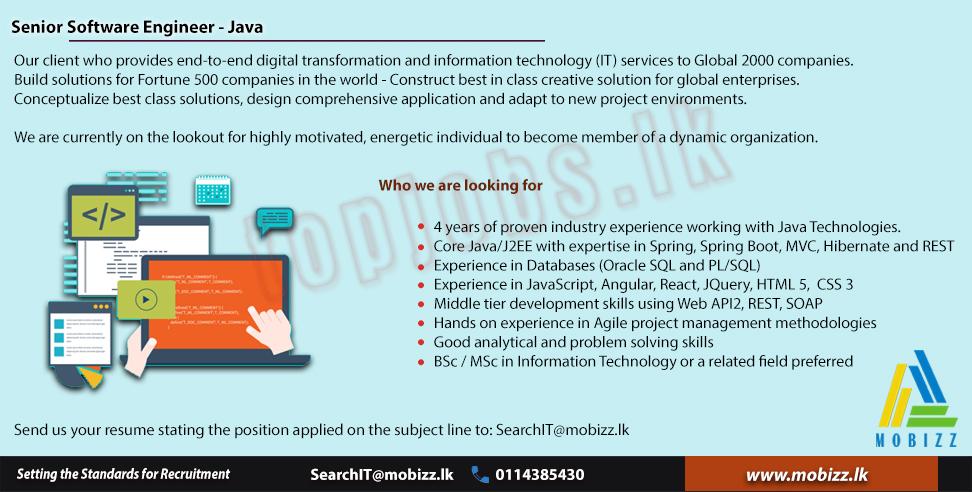 Senior Software Engineer - Java
Our client who provides end-to-end digital transformation and information technology (IT) services to Global 2000 companies.
Build solutions for Fortune 500 companies in the world - Construct best in class creative solution for global enterprises.
Conceptualize best class solutions, design comprehensive application and adapt to new project environments.
We are currently on the lookout for highly motivated, energetic individual to become member of a dynamic organization.
topjobs.lk
Who we are looking for
• 4 years of proven industry experience working with Java Technologies.
• Core Java/J2EE with expertise in Spring, Spring Boot, MVC, Hibernate and REST
• Experience in Databases (Oracle SQL and PL/SQL)
• Experience in JavaScript, Angular, React, JQuery, HTML 5, CSS 3
• Middle tier development skills using Web API2, REST, SOAP
• Hands on experience in Agile project management methodologies
• Good analytical and problem solving skills
• BSc / MSc in Information Technology or a related field preferred
</>
MOBIZZ
Send us your resume stating the position applied on the subject line to: SearchIT@mobizz.lk
Setting the Standards for Recruitment SearchIT@mobizz.lk 0114385430 www.mobizz.lk